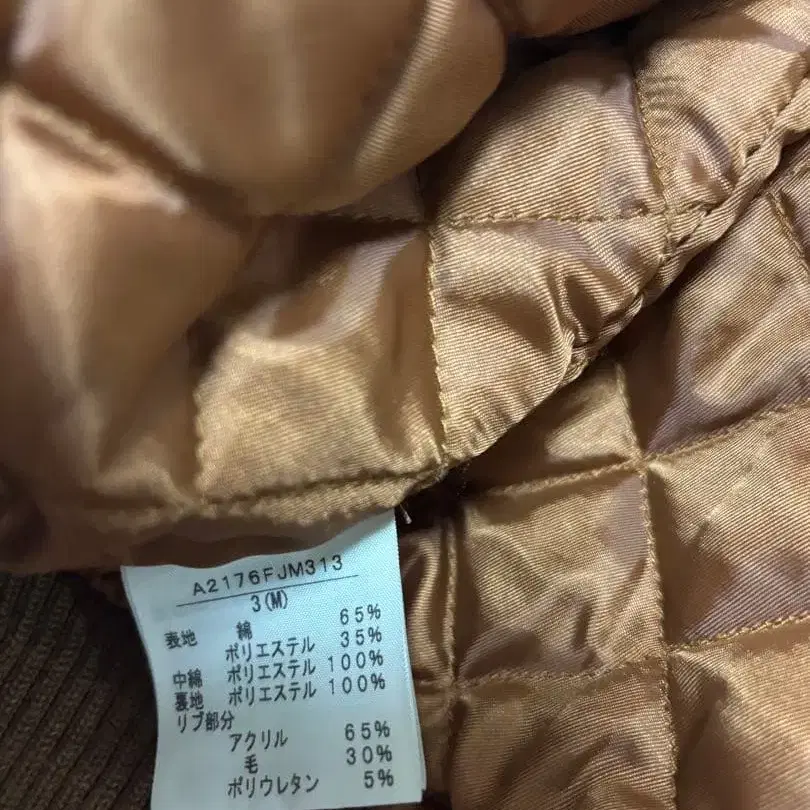 A2176FJM313
3(M)
表地 綿 65%
ポリエステル 35%
中綿 ポリエステル 100%
裏地 ポリエステル 100%
リブ部分
アクリル 65%
毛 30%
ポリウレタン 5%